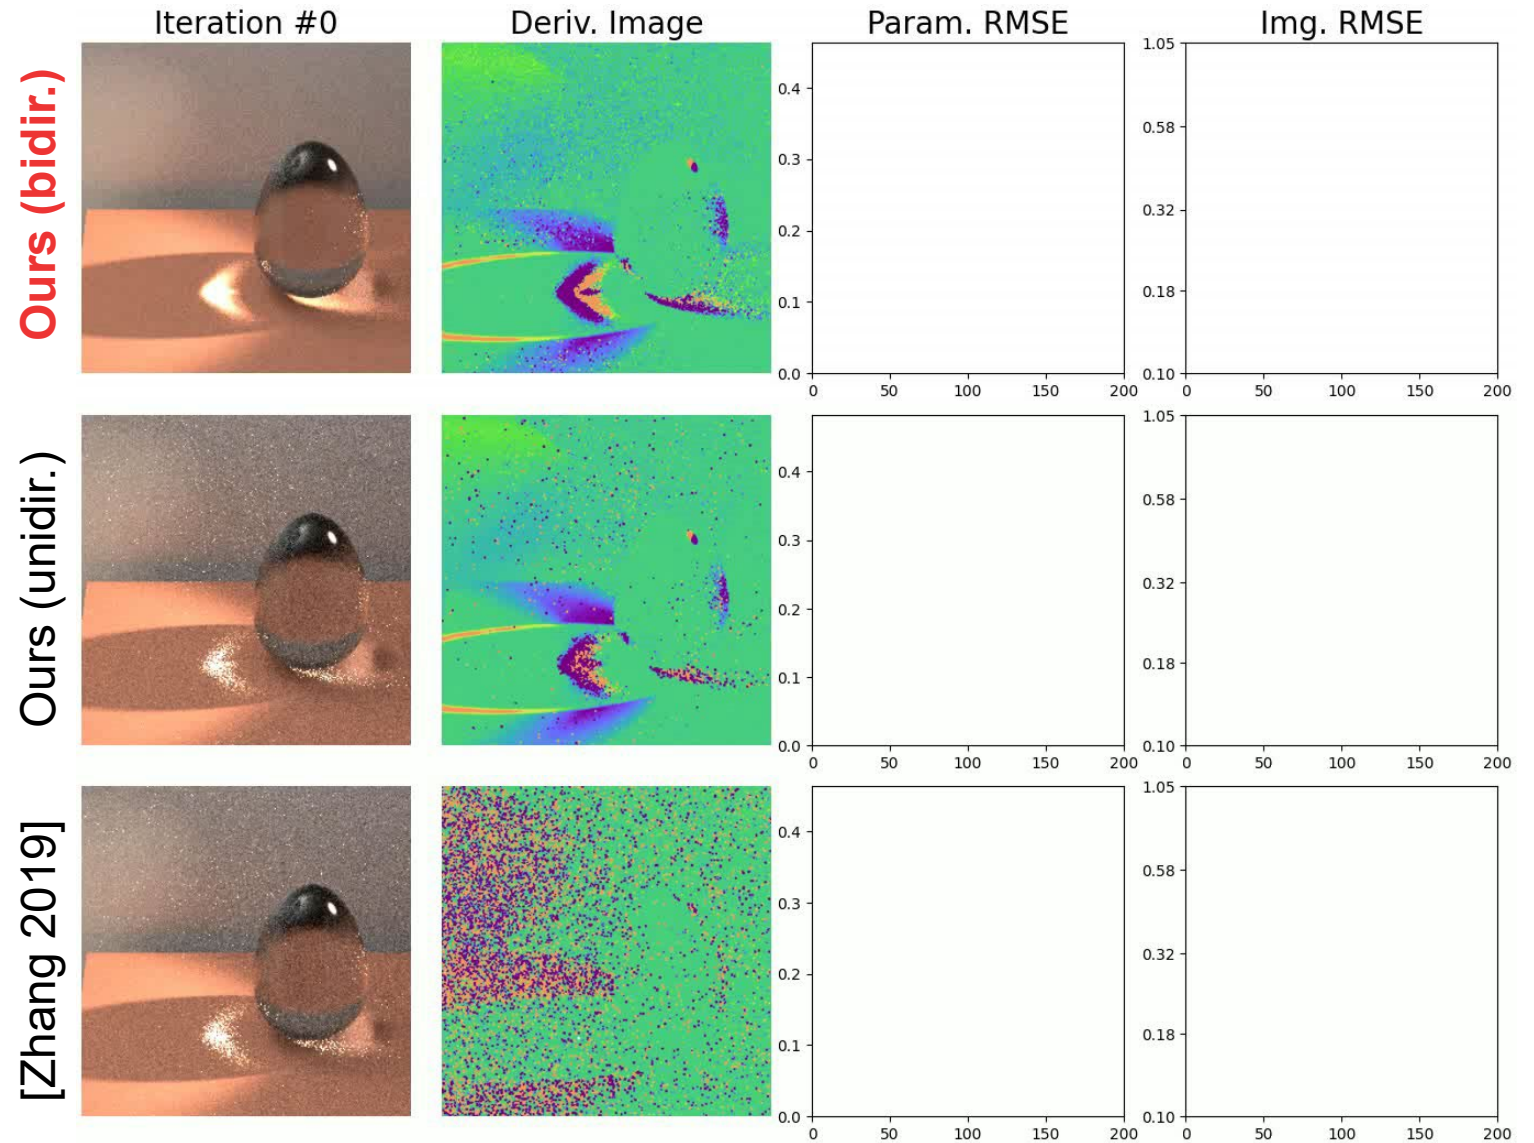 Iteration #0
Deriv. Image
Param. RMSE
Img. RMSE
Ours (bidir.)
0.4
0.3
0.2
0.1
0.0
0 50 100 150 200
1.05
0.58
0.32
0.18
0.10
0 50 100 150 200
Ours (unidir.)
0.4
0.3
0.2
0.1
0.0
0 50 100 150 200
1.05
0.58
0.32
0.18
0.10
0 50 100 150 200
[Zhang 2019]
0.4
0.3
0.2
0.1
0.0
0 50 100 150 200
1.05
0.58
0.32
0.18
0.10
0 50 100 150 200